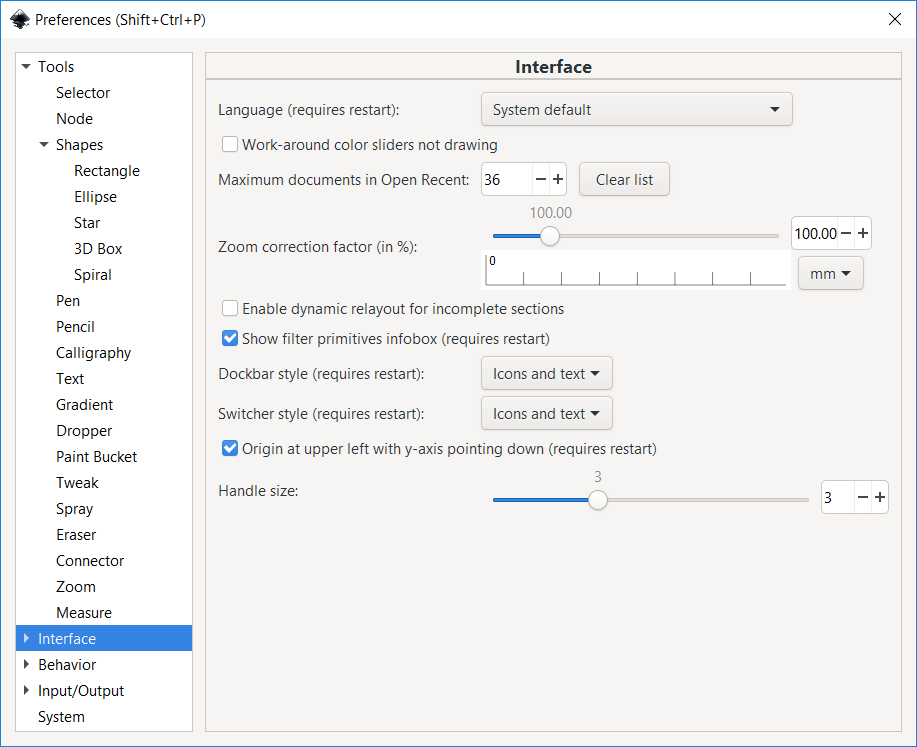 Preferences (Shift+Ctrl+P)
Tools
Selector
Node
Shapes
Rectangle
Ellipse
Star
3D Box
Spiral
Pen
Pencil
Calligraphy
Text
Gradient
Dropper
Paint Bucket
Tweak
Spray
Eraser
Connector
Zoom
Measure
Interface
Behavior
Input/Output
System
Interface
Language (requires restart): System default
Work-around color sliders not drawing
Maximum documents in Open Recent: 36 Clear list
100.00
Zoom correction factor (in %): 100.00
0 mm
Enable dynamic relayout for incomplete sections
Show filter primitives infobox (requires restart)
Dockbar style (requires restart): Icons and text
Switcher style (requires restart): Icons and text
Origin at upper left with y-axis pointing down (requires restart)
3
Handle size: 3